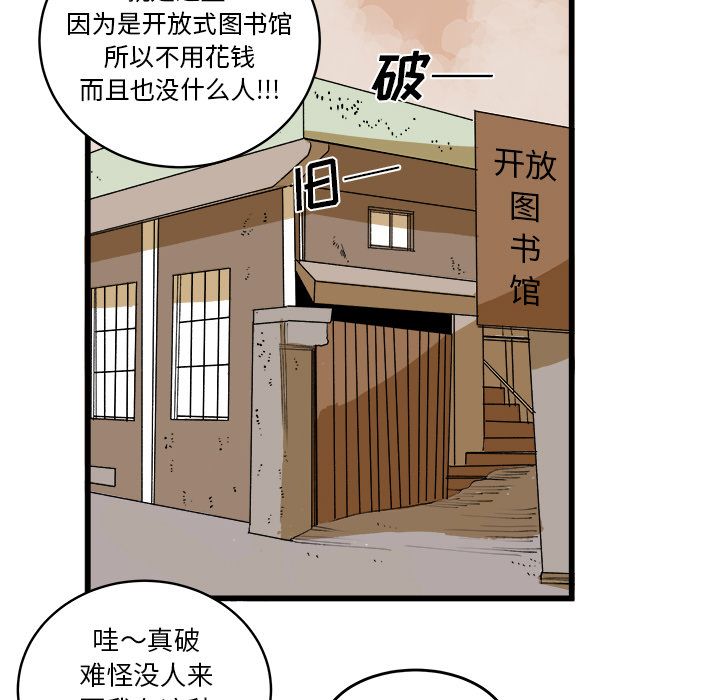 因为是开放式图书馆
所以不用花钱
而且也没什么人!!!
破—
旧—
开放
图
书
馆
哇～真破
难怪没人来